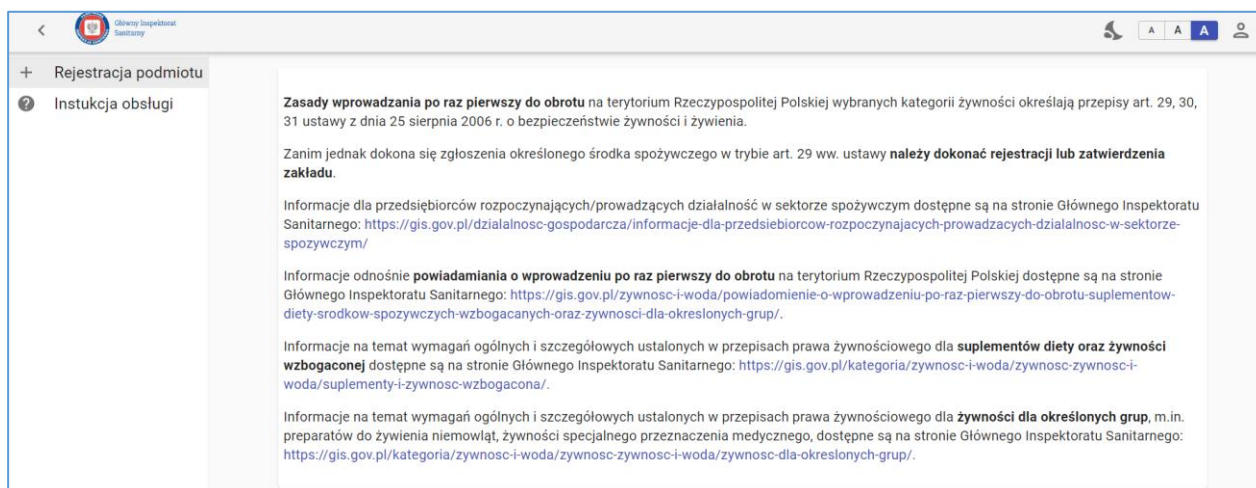 Główny Inspektorat
Sanitarny
A A A
Rejestracja podmiotu
Instukcja obsługi
Zasady wprowadzania po raz pierwszy do obrotu na terytorium Rzeczypospolitej Polskiej wybranych kategorii żywności określają przepisy art. 29, 30,
31 ustawy z dnia 25 sierpnia 2006 r. o bezpieczeństwie żywności i żywienia.
Zanim jednak dokona się zgłoszenia określonego środka spożywczego w trybie art. 29 ww. ustawy należy dokonać rejestracji lub zatwierdzenia
zakładu.
Informacje dla przedsiębiorców rozpoczynających/prowadzących działalność w sektorze spożywczym dostępne są na stronie Głównego Inspektoratu
Sanitarnego: https://gis.gov.pl/dzialalnosc-gospodarcza/informacje-dla-przedsiebiorcow-rozpoczynajacych-prowadzacych-dzialalnosc-w-sektorze-
spozywczym/
Informacje odnośnie powiadamiania o wprowadzeniu po raz pierwszy do obrotu na terytorium Rzeczypospolitej Polskiej dostępne są na stronie
Głównego Inspektoratu Sanitarnego: https://gis.gov.pl/zywnosc-i-woda/powiadomienie-o-wprowadzeniu-po-raz-pierwszy-do-obrotu-suplementow-
diety-srodkow-spozywczych-wzbogacanych-oraz-zywnosci-dla-okreslonych-grup/.
Informacje na temat wymagań ogólnych i szczegółowych ustalonych w przepisach prawa żywnościowego dla suplementów diety oraz żywności
wzbogaconej dostępne są na stronie Głównego Inspektoratu Sanitarnego: https://gis.gov.pl/kategoria/zywnosc-i-woda/zywnosc-zywnosc-i-
woda/suplementy-i-zywnosc-wzbogacona/.
Informacje na temat wymagań ogólnych i szczegółowych ustalonych w przepisach prawa żywnościowego dla żywności dla określonych grup, m.in.
preparatów do żywienia niemowląt, żywności specjalnego przeznaczenia medycznego, dostępne są na stronie Głównego Inspektoratu Sanitarnego:
https://gis.gov.pl/kategoria/zywnosc-i-woda/zywnosc-zywnosc-i-woda/zywnosc-dla-okreslonych-grup/.